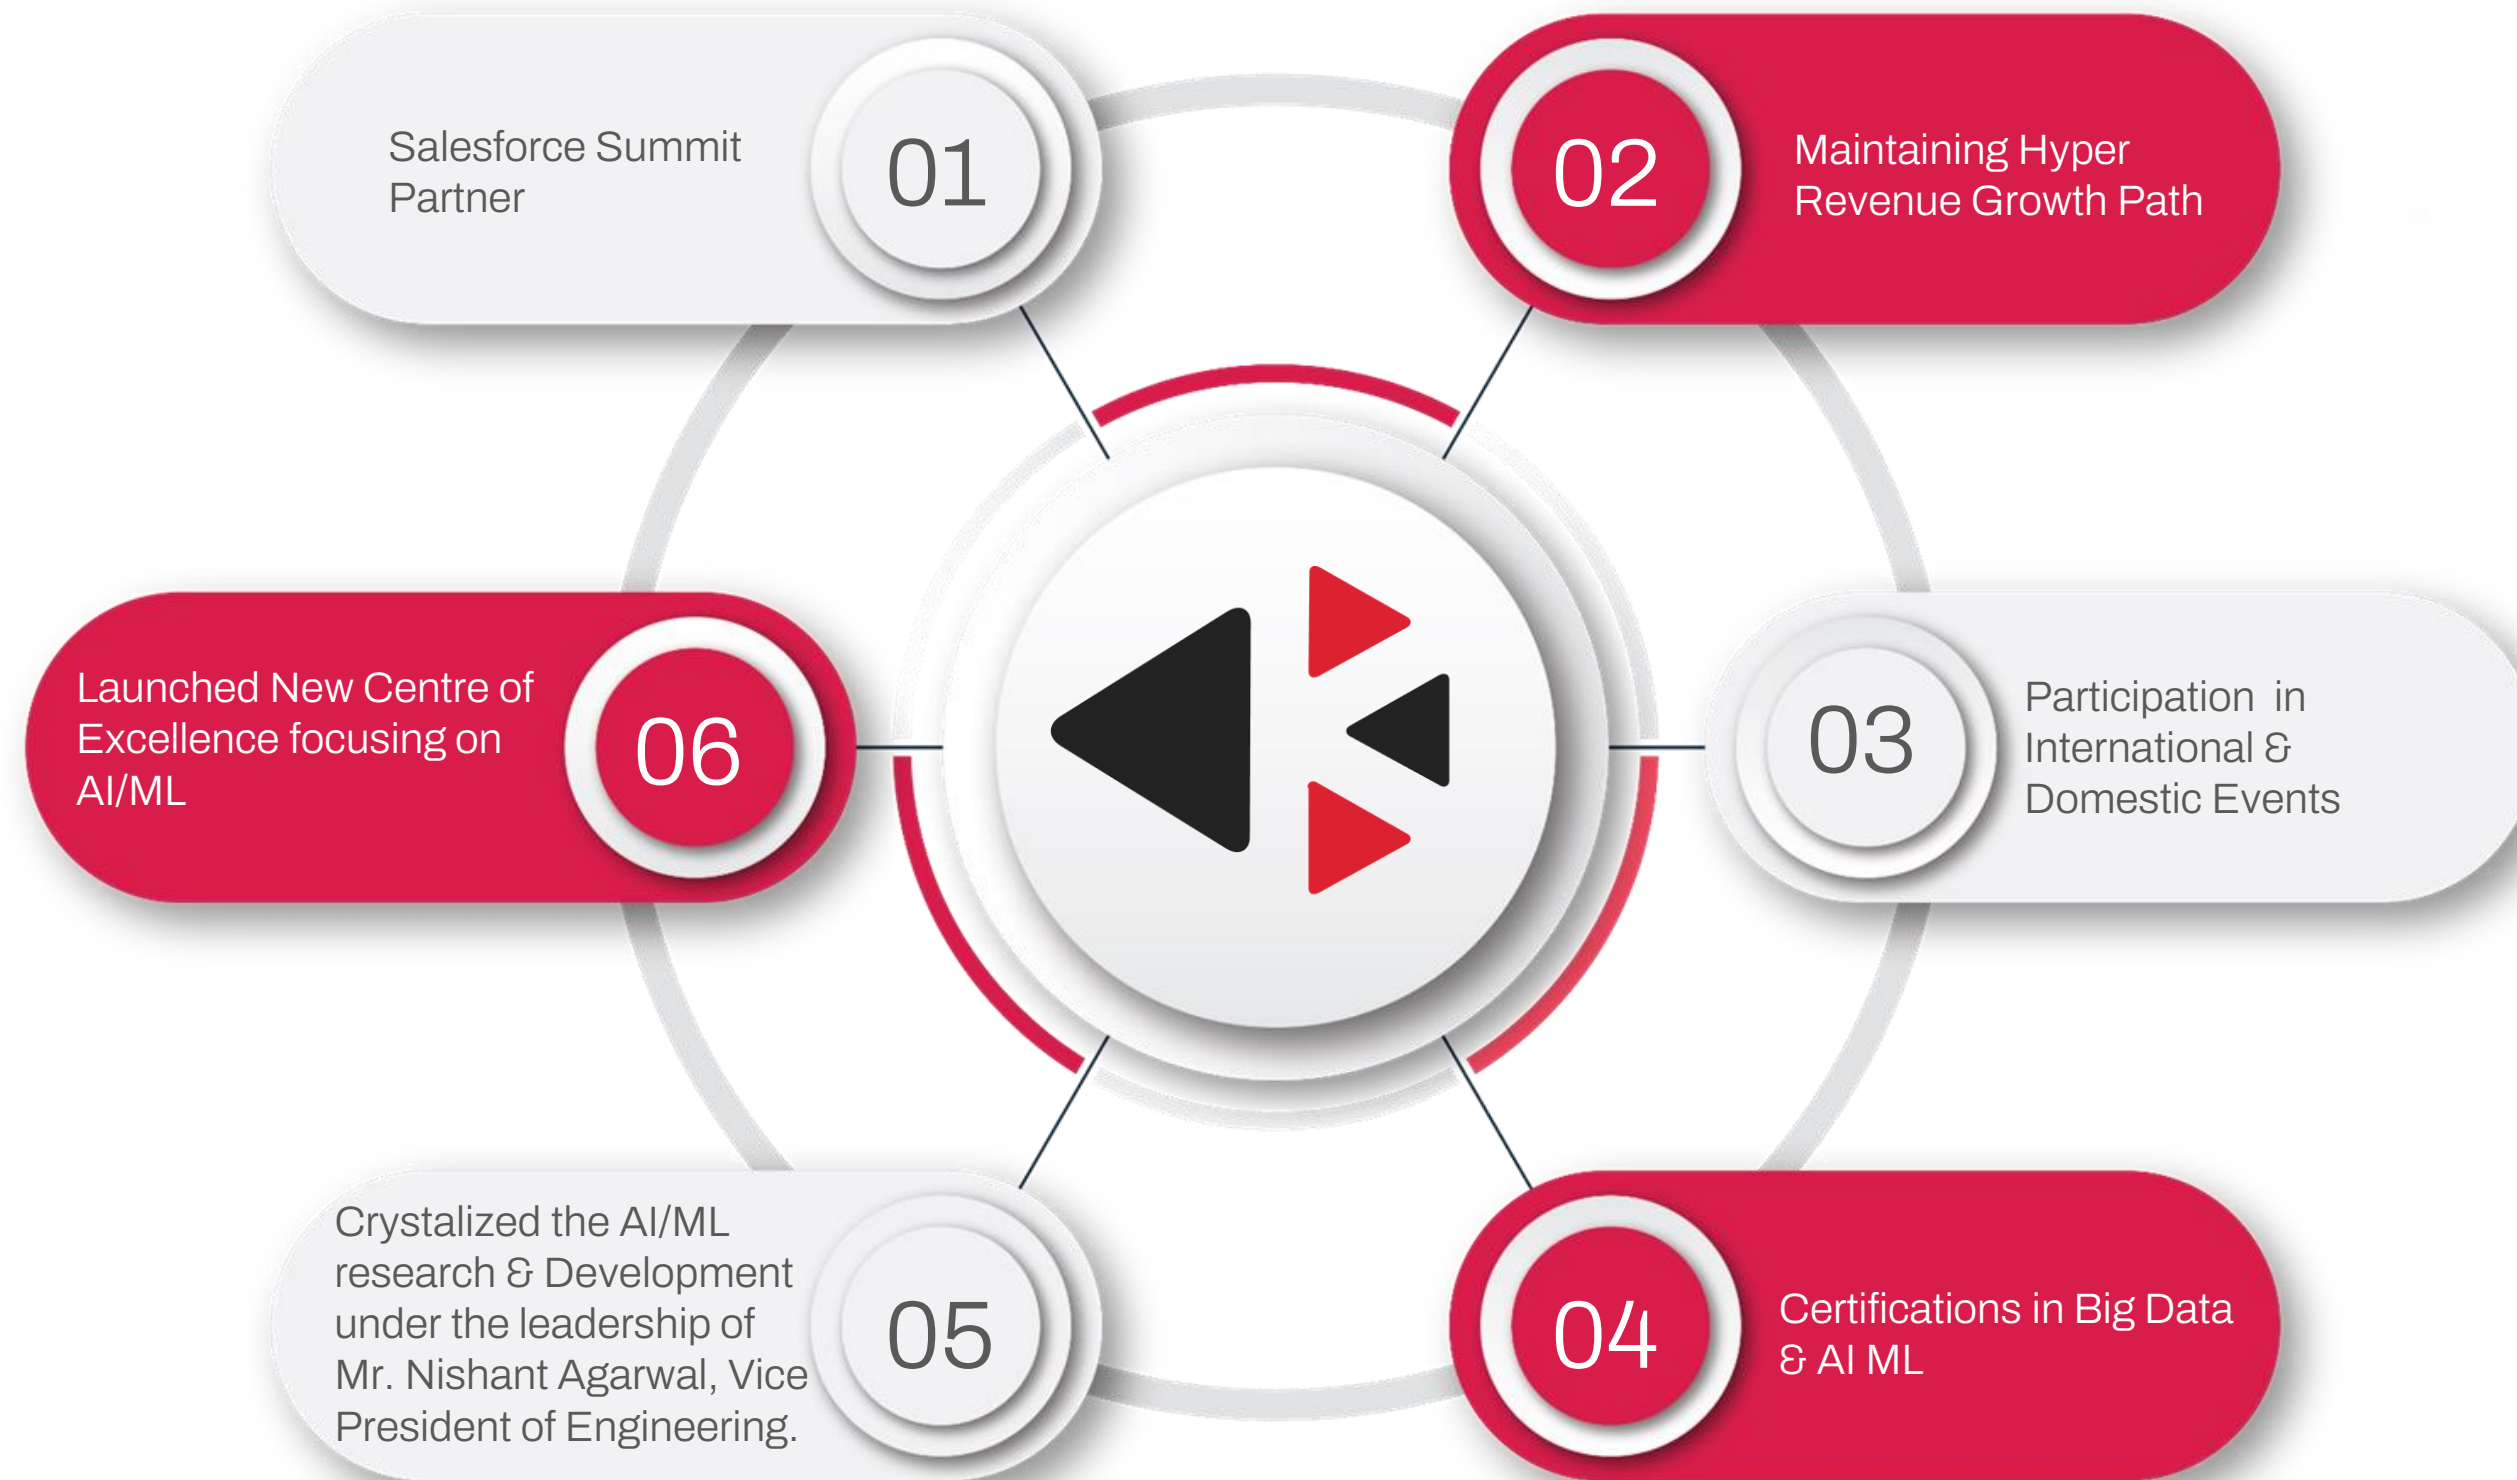 01
Salesforce Summit
Partner
02
Maintaining Hyper
Revenue Growth Path
03
Participation  in
International &
Domestic Events
04
Certifications in Big Data
& AI ML
05
Crystalized the AI/ML
research & Development
under the leadership of
Mr. Nishant Agarwal, Vice
President of Engineering.
06
Launched New Centre of
Excellence focusing on
AI/ML